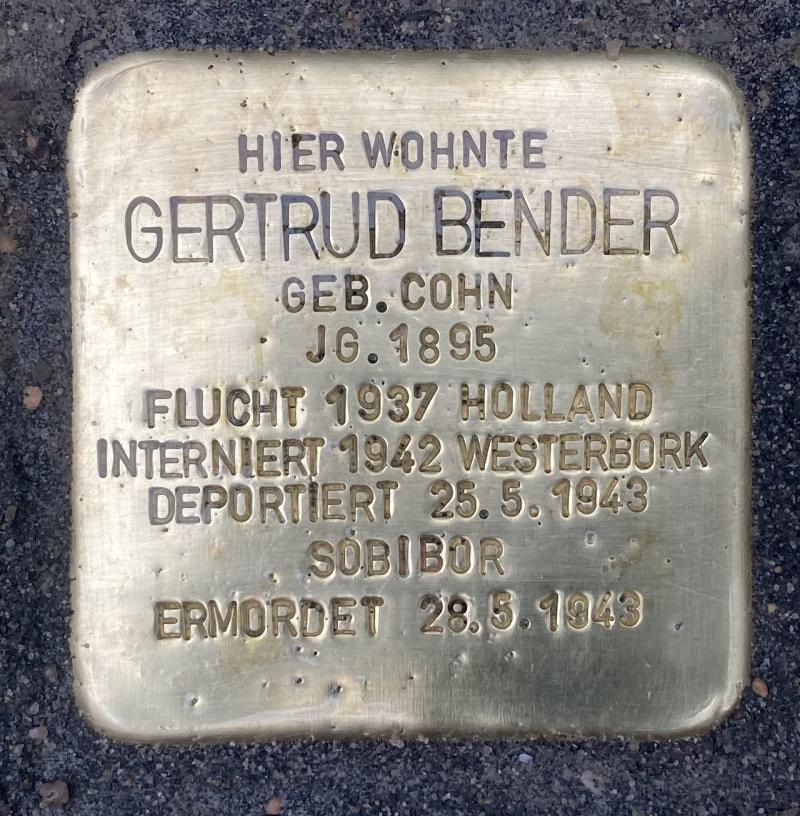 HIER WOHNTE
GERTRUD BENDER
GEB. COHN
JG. 1895
FLUCHT 1937 HOLLAND
INTERNIERT 1942 WESTERBORK
DEPORTIERT 25.5.1943
SOBIBOR
ERMORDET 28.5.1943